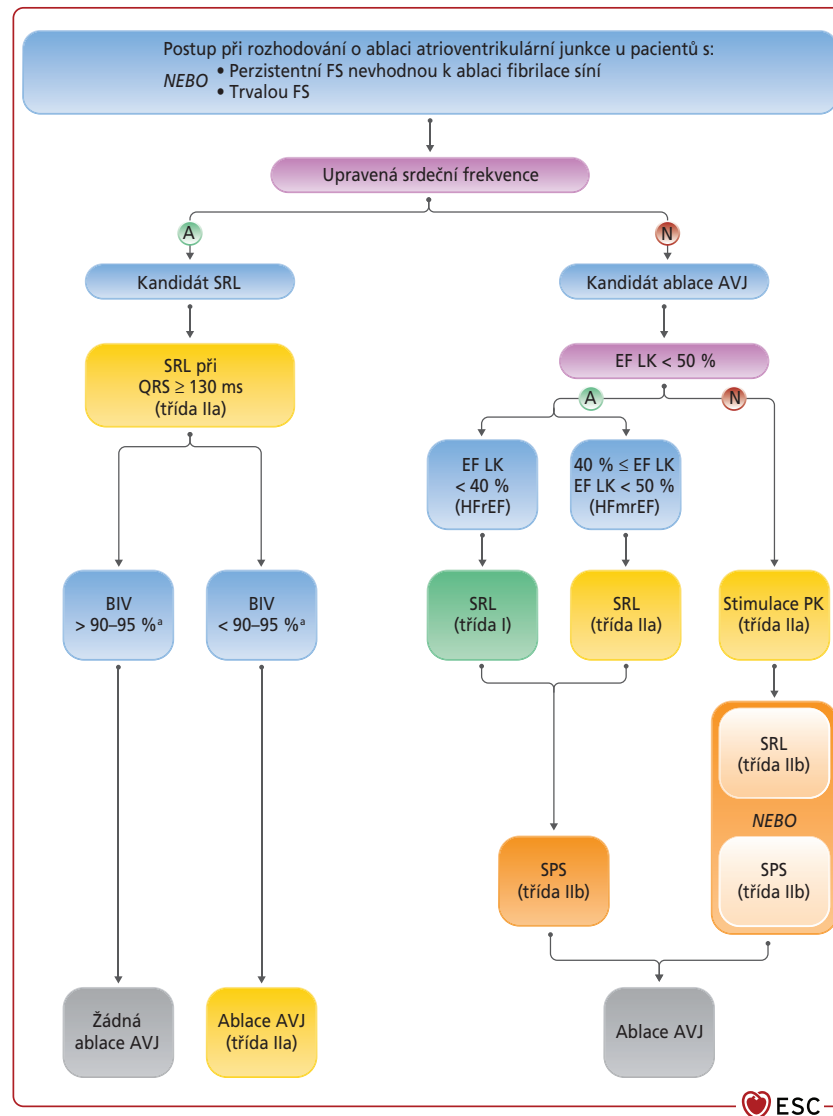 Postup při rozhodování o ablaci atrioventrikulární junkce u pacientů s:
NEBO • Perzistentní FS nevhodnou k ablaci fibrilace síní
• Trvalou FS
Upravená srdeční frekvence
A
N
Kandidát SRL
Kandidát ablace AVJ
SRL při
QRS ≥ 130 ms
(třída IIa)
EF LK < 50 %
A
N
EF LK
< 40 %
(HFrEF)
40 % ≤ EF LK
EF LK < 50 %
(HFmrEF)
BIV
> 90–95 %ᵃ
BIV
< 90–95 %ᵃ
SRL
(třída I)
SRL
(třída IIa)
Stimulace PK
(třída IIa)
SRL
(třída IIb)
NEBO
SPS
(třída IIb)
SPS
(třída IIb)
Žádná
ablace AVJ
Ablace AVJ
(třída IIa)
Ablace AVJ
ESC